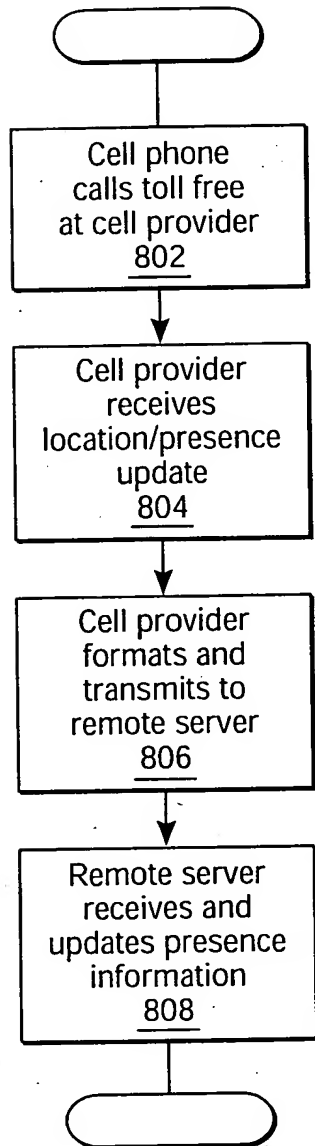 Cell phone
calls toll free
at cell provider
802
Cell provider
receives
location/presence
update
804
Cell provider
formats and
transmits to
remote server
806
Remote server
receives and
updates presence
information
808